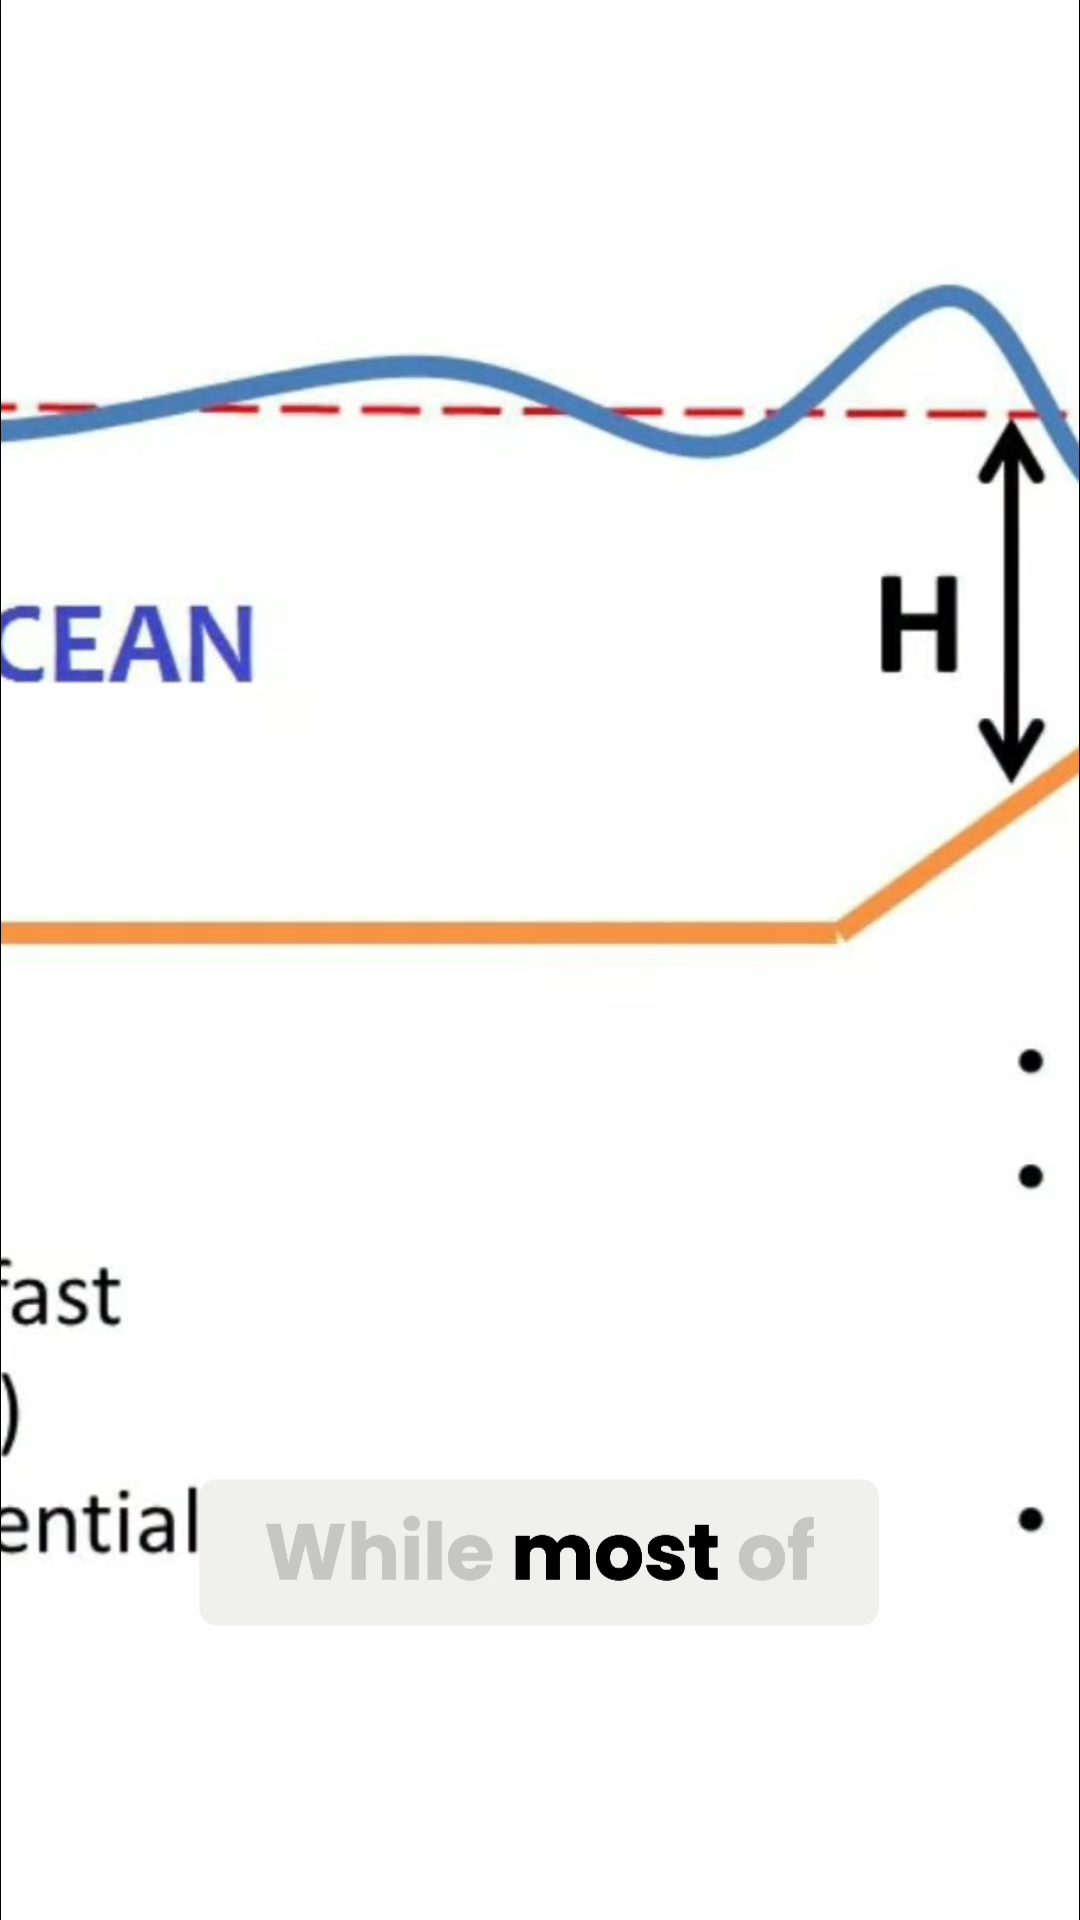 CEAN
H
•
•
fast
)
ential
•
While most of